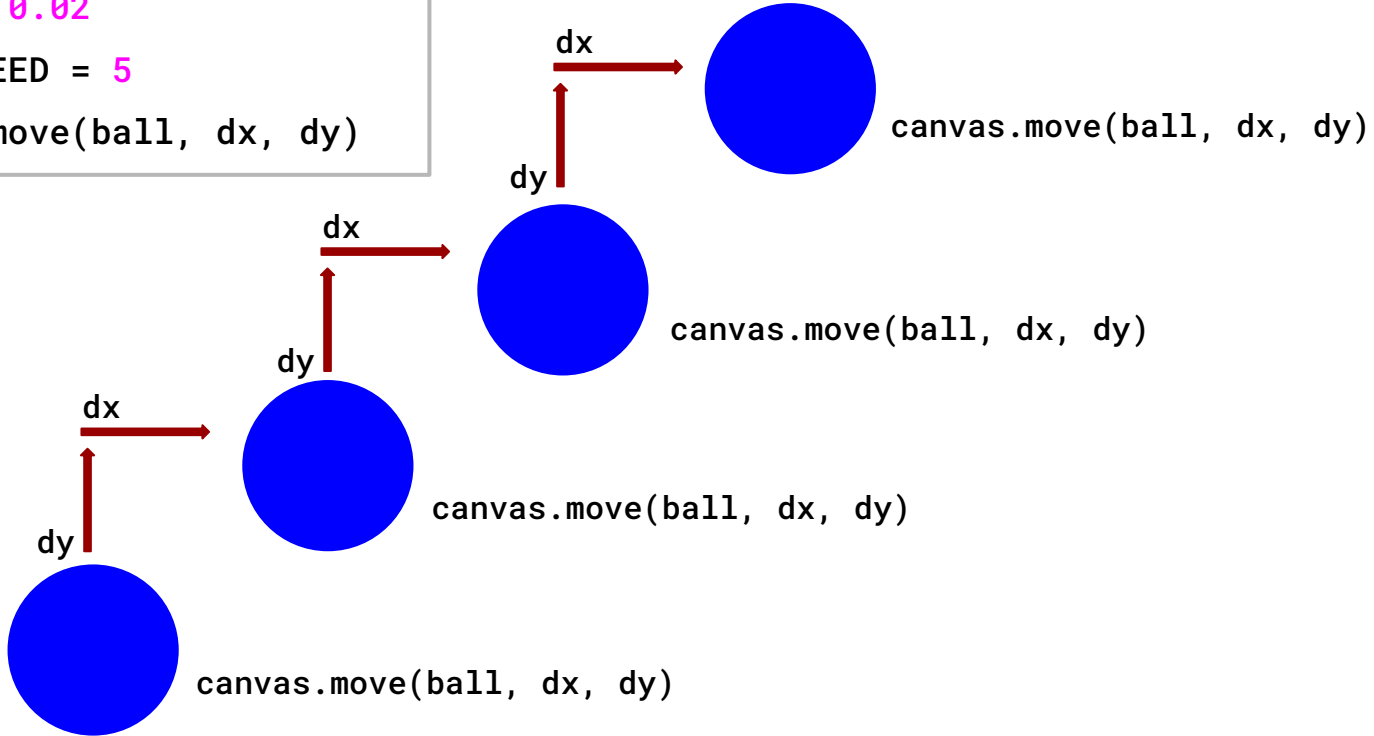 0.02
EED = 5
move(ball, dx, dy)
dx
canvas.move(ball, dx, dy)
dy
dx
canvas.move(ball, dx, dy)
dy
dx
canvas.move(ball, dx, dy)
dy
canvas.move(ball, dx, dy)